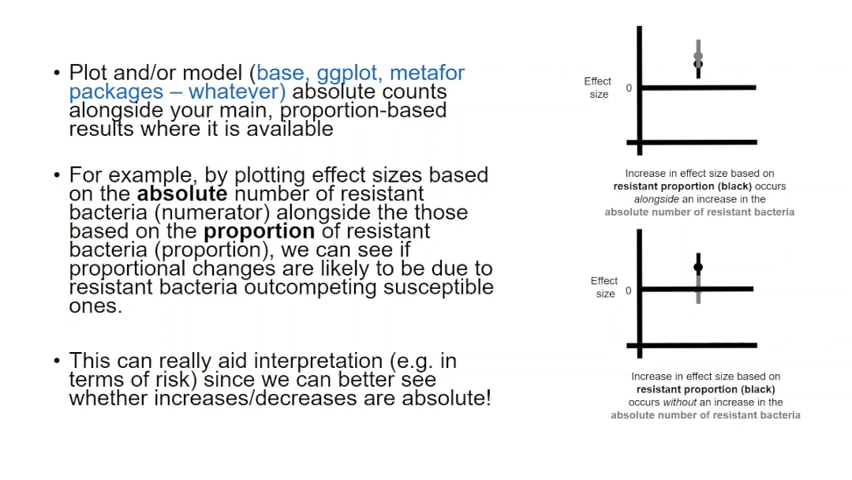 • Plot and/or model (base, ggplot, metafor
packages – whatever) absolute counts
alongside your main, proportion-based
results where it is available
• For example, by plotting effect sizes based
on the absolute number of resistant
bacteria (numerator) alongside the those
based on the proportion of resistant
bacteria (proportion), we can see if
proportional changes are likely to be due to
resistant bacteria outcompeting susceptible
ones.
• This can really aid interpretation (e.g. in
terms of risk) since we can better see
whether increases/decreases are absolute!
Effect
size
0
Increase in effect size based on
resistant proportion (black) occurs
alongside an increase in the
absolute number of resistant bacteria
Effect
size
0
Increase in effect size based on
resistant proportion (black)
occurs without an increase in the
absolute number of resistant bacteria